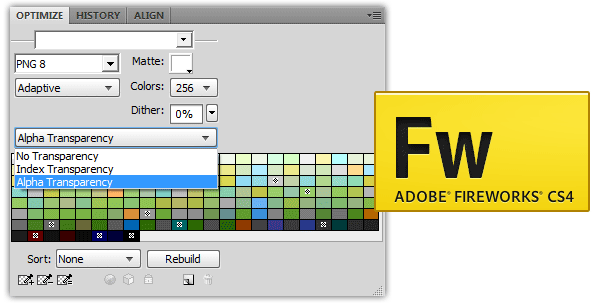 OPTIMIZE HISTORY ALIGN
PNG 8 Matte:
Adaptive Colors: 256
Dither: 0%
Alpha Transparency
No Transparency
Index Transparency
Alpha Transparency
Sort: None Rebuild
Fw
ADOBE® FIREWORKS® CS4